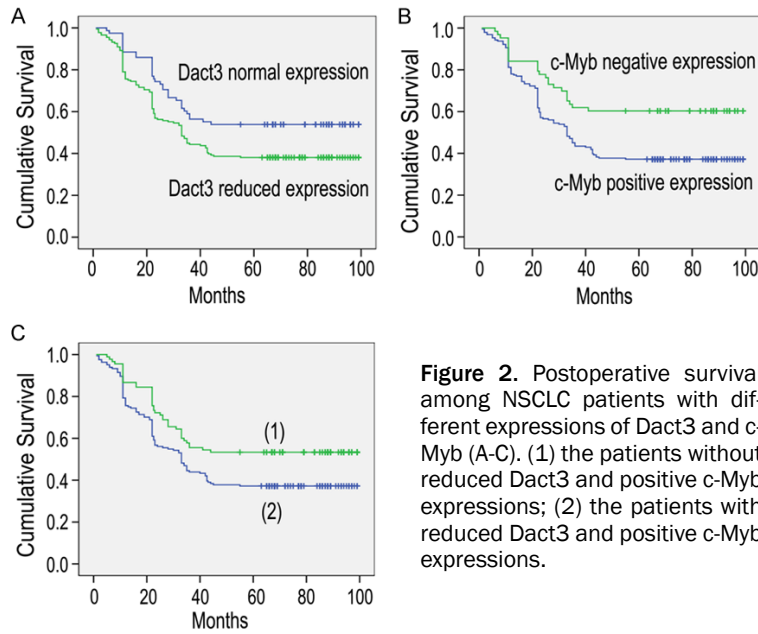 A
Cumulative Survival
1.0
0.8
0.6
0.4
0.2
0.0
Dact3 normal expression
Dact3 reduced expression
0 20 40 60 80 100
Months
B
Cumulative Survival
1.0
0.8
0.6
0.4
0.2
0.0
c-Myb negative expression
c-Myb positive expression
0 20 40 60 80 100
Months
C
Cumulative Survival
1.0
0.8
0.6
0.4
0.2
0.0
(1)
(2)
0 20 40 60 80 100
Months
Figure 2. Postoperative survival
among NSCLC patients with dif-
ferent expressions of Dact3 and c-
Myb (A-C). (1) the patients without
reduced Dact3 and positive c-Myb
expressions; (2) the patients with
reduced Dact3 and positive c-Myb
expressions.